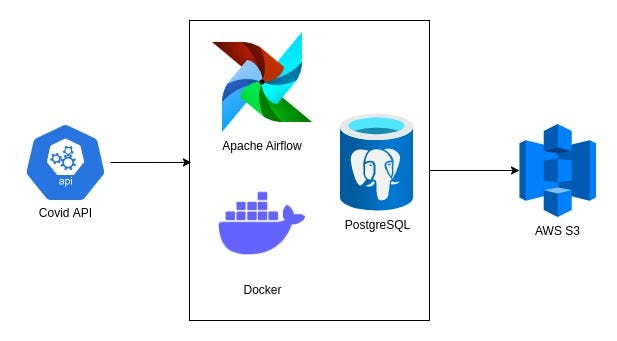 api
Covid API
Apache Airflow
Docker
PostgreSQL
AWS S3